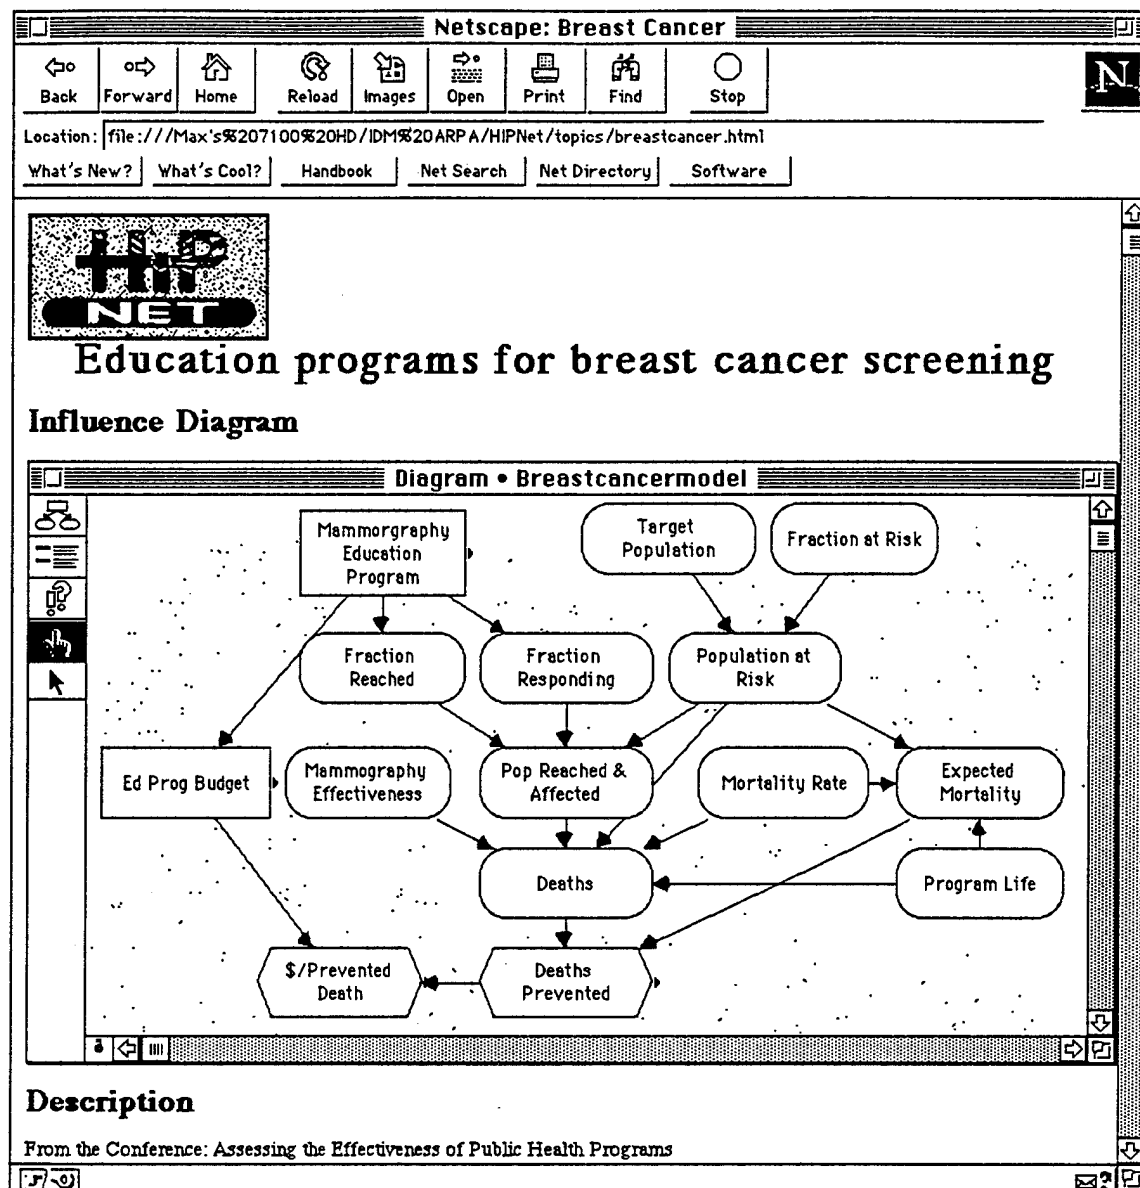 Netscape: Breast Cancer
Back Forward Home Reload Images Open Print Find Stop
N
Location: file:///Max's%207100%20HD/IDM%20ARPA/HIPNet/topics/breastcancer.html
What's New? What's Cool? Handbook Net Search Net Directory Software
HiP
NET
Education programs for breast cancer screening
Influence Diagram
Diagram • Breastcancermodel
Mammorgraphy
Education
Program
Target
Population
Fraction at Risk
Fraction
Reached
Fraction
Responding
Population at
Risk
Ed Prog Budget
Mammography
Effectiveness
Pop Reached &
Affected
Mortality Rate
Expected
Mortality
Deaths
Program Life
$/Prevented
Death
Deaths
Prevented
Description
From the Conference: Assessing the Effectiveness of Public Health Programs